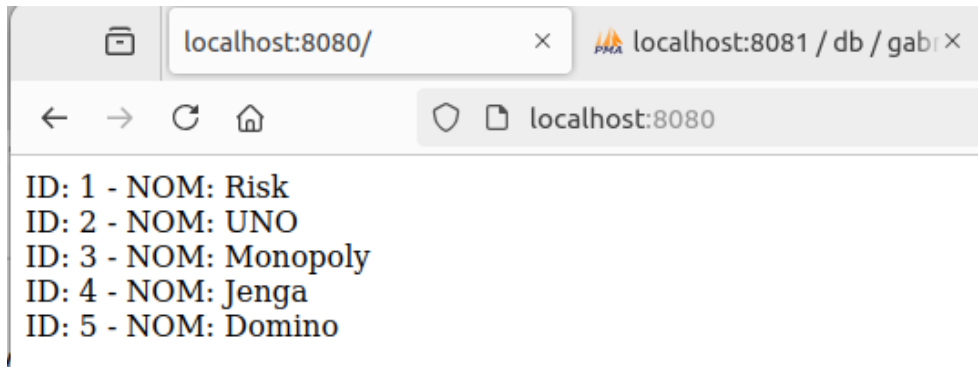 localhost:8080/
PMA localhost:8081 / db / gabr
localhost:8080
ID: 1 - NOM: Risk
ID: 2 - NOM: UNO
ID: 3 - NOM: Monopoly
ID: 4 - NOM: Jenga
ID: 5 - NOM: Domino